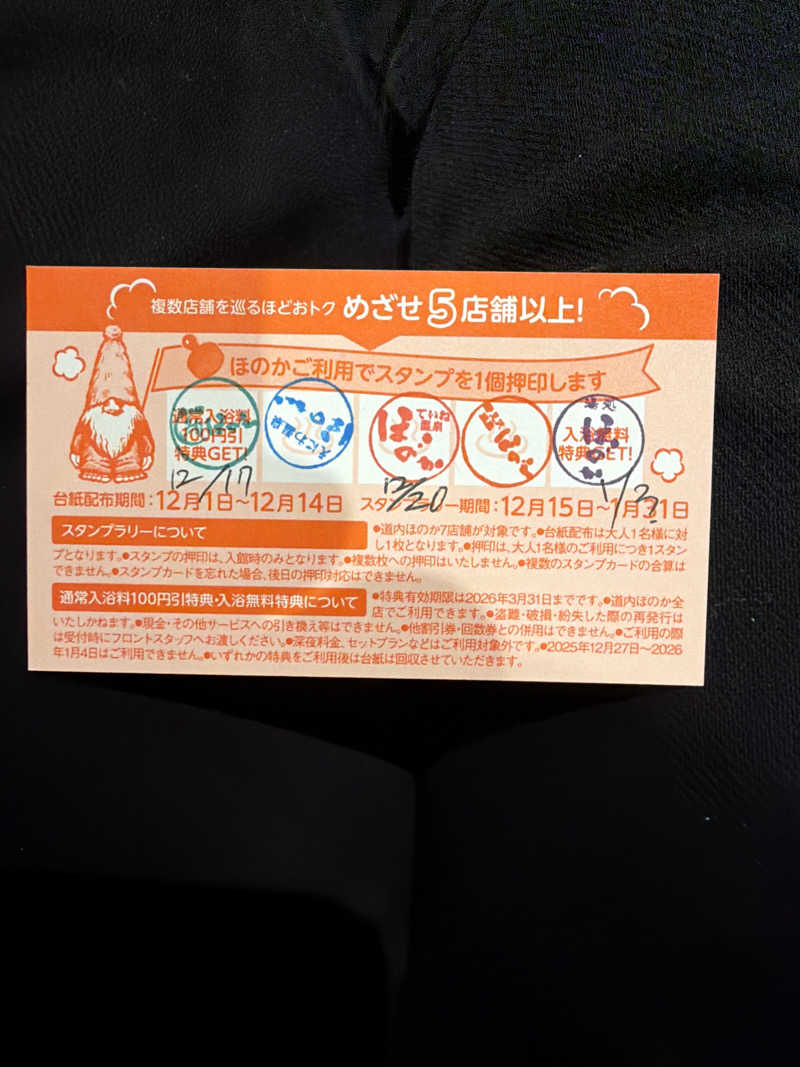 複数店舗を巡るほどおトク めざせ5店舗以上!
ほのかご利用でスタンプを1個押印します
通常入浴料
100円引
特典GET!
ていね
温泉
ほのか
湯処
ほのか
入浴無料
特典GET!
12/17
12/20
台紙配布期間:12月1日~12月14日 スタンプラリー期間:12月15日~1月31日
スタンプラリーについて
●道内ほのか7店舗が対象です。●台紙配布は大人1名様に対
し1枚となります。●押印は、大人1名様のご利用につき1スタン
プとなります。●スタンプの押印は、入館時のみとなります。●複数枚への押印はいたしません。●複数のスタンプカードの合算は
できません。●スタンプカードを忘れた場合、後日の押印対応はできません。
通常入浴料100円引特典・入浴無料特典について
●特典有効期限は2026年3月31日までです。●道内ほのか全
店でご利用できます。●盗難・破損・紛失した際の再発行は
いたしかねます。●現金・その他サービスへの引き換え等はできません。●他割引券・回数券との併用はできません。●ご利用の際
は受付時にフロントスタッフへお渡しください。●深夜料金、セットプランなどはご利用対象外です。●2025年12月27日~2026
年1月4日はご利用できません。●いずれかの特典をご利用後は台紙は回収させていただきます。